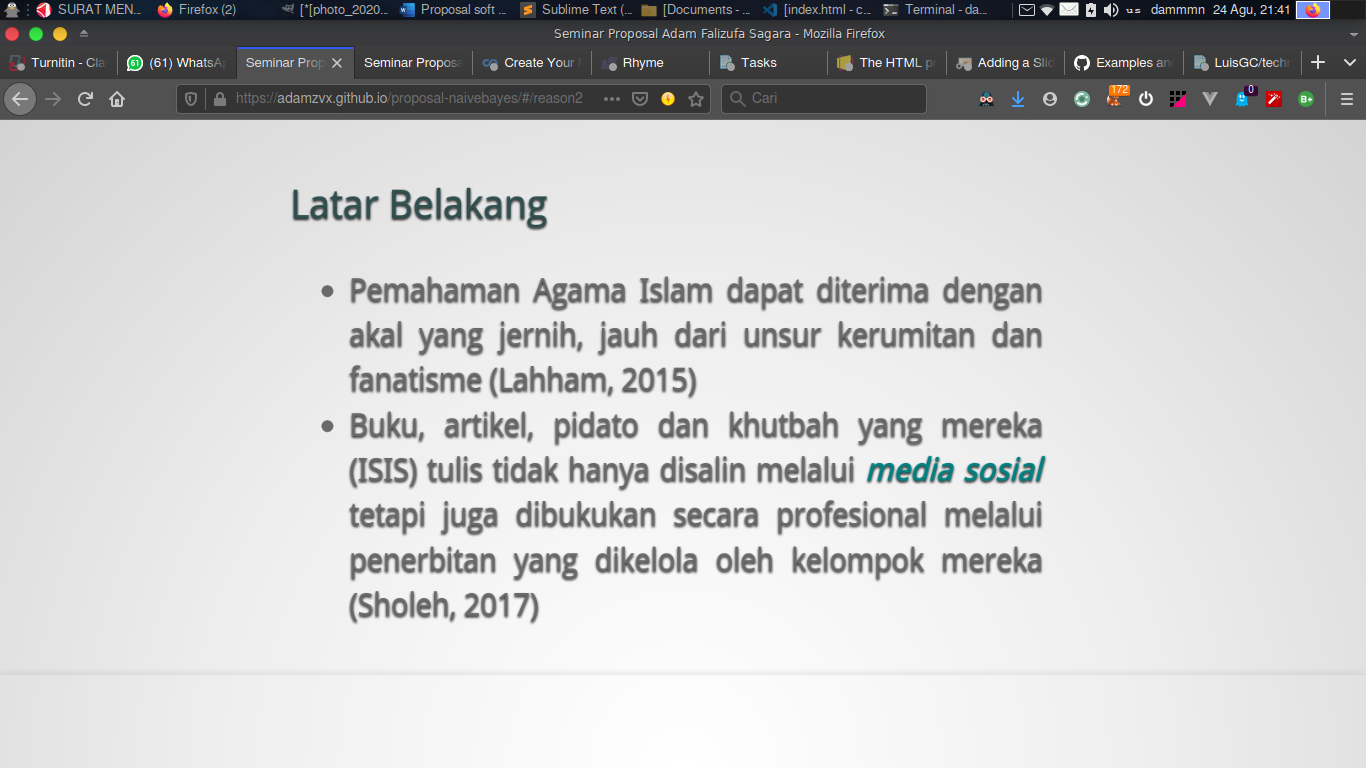 SURAT MEN...
Firefox (2)
[*[photo_2020...
Proposal soft ...
Sublime Text (...
[Documents - ...
[index.html - c...
Terminal - da...
us
dammmn
24 Agu, 21:41
Seminar Proposal Adam Falizufa Sagara - Mozilla Firefox
Turnitin - Cla
(61) WhatsA
Seminar Prop
Seminar Proposa
Create Your
Rhyme
Tasks
The HTML p
Adding a Slid
Examples an
LuisGC/techr
https://adamzvx.github.io/proposal-naivebayes/#/reason2
Cari
172
0
B+
Latar Belakang
Pemahaman Agama Islam dapat diterima dengan
akal yang jernih, jauh dari unsur kerumitan dan
fanatisme (Lahham, 2015)
Buku, artikel, pidato dan khutbah yang mereka
(ISIS) tulis tidak hanya disalin melalui media sosial
tetapi juga dibukukan secara profesional melalui
penerbitan yang dikelola oleh kelompok mereka
(Sholeh, 2017)